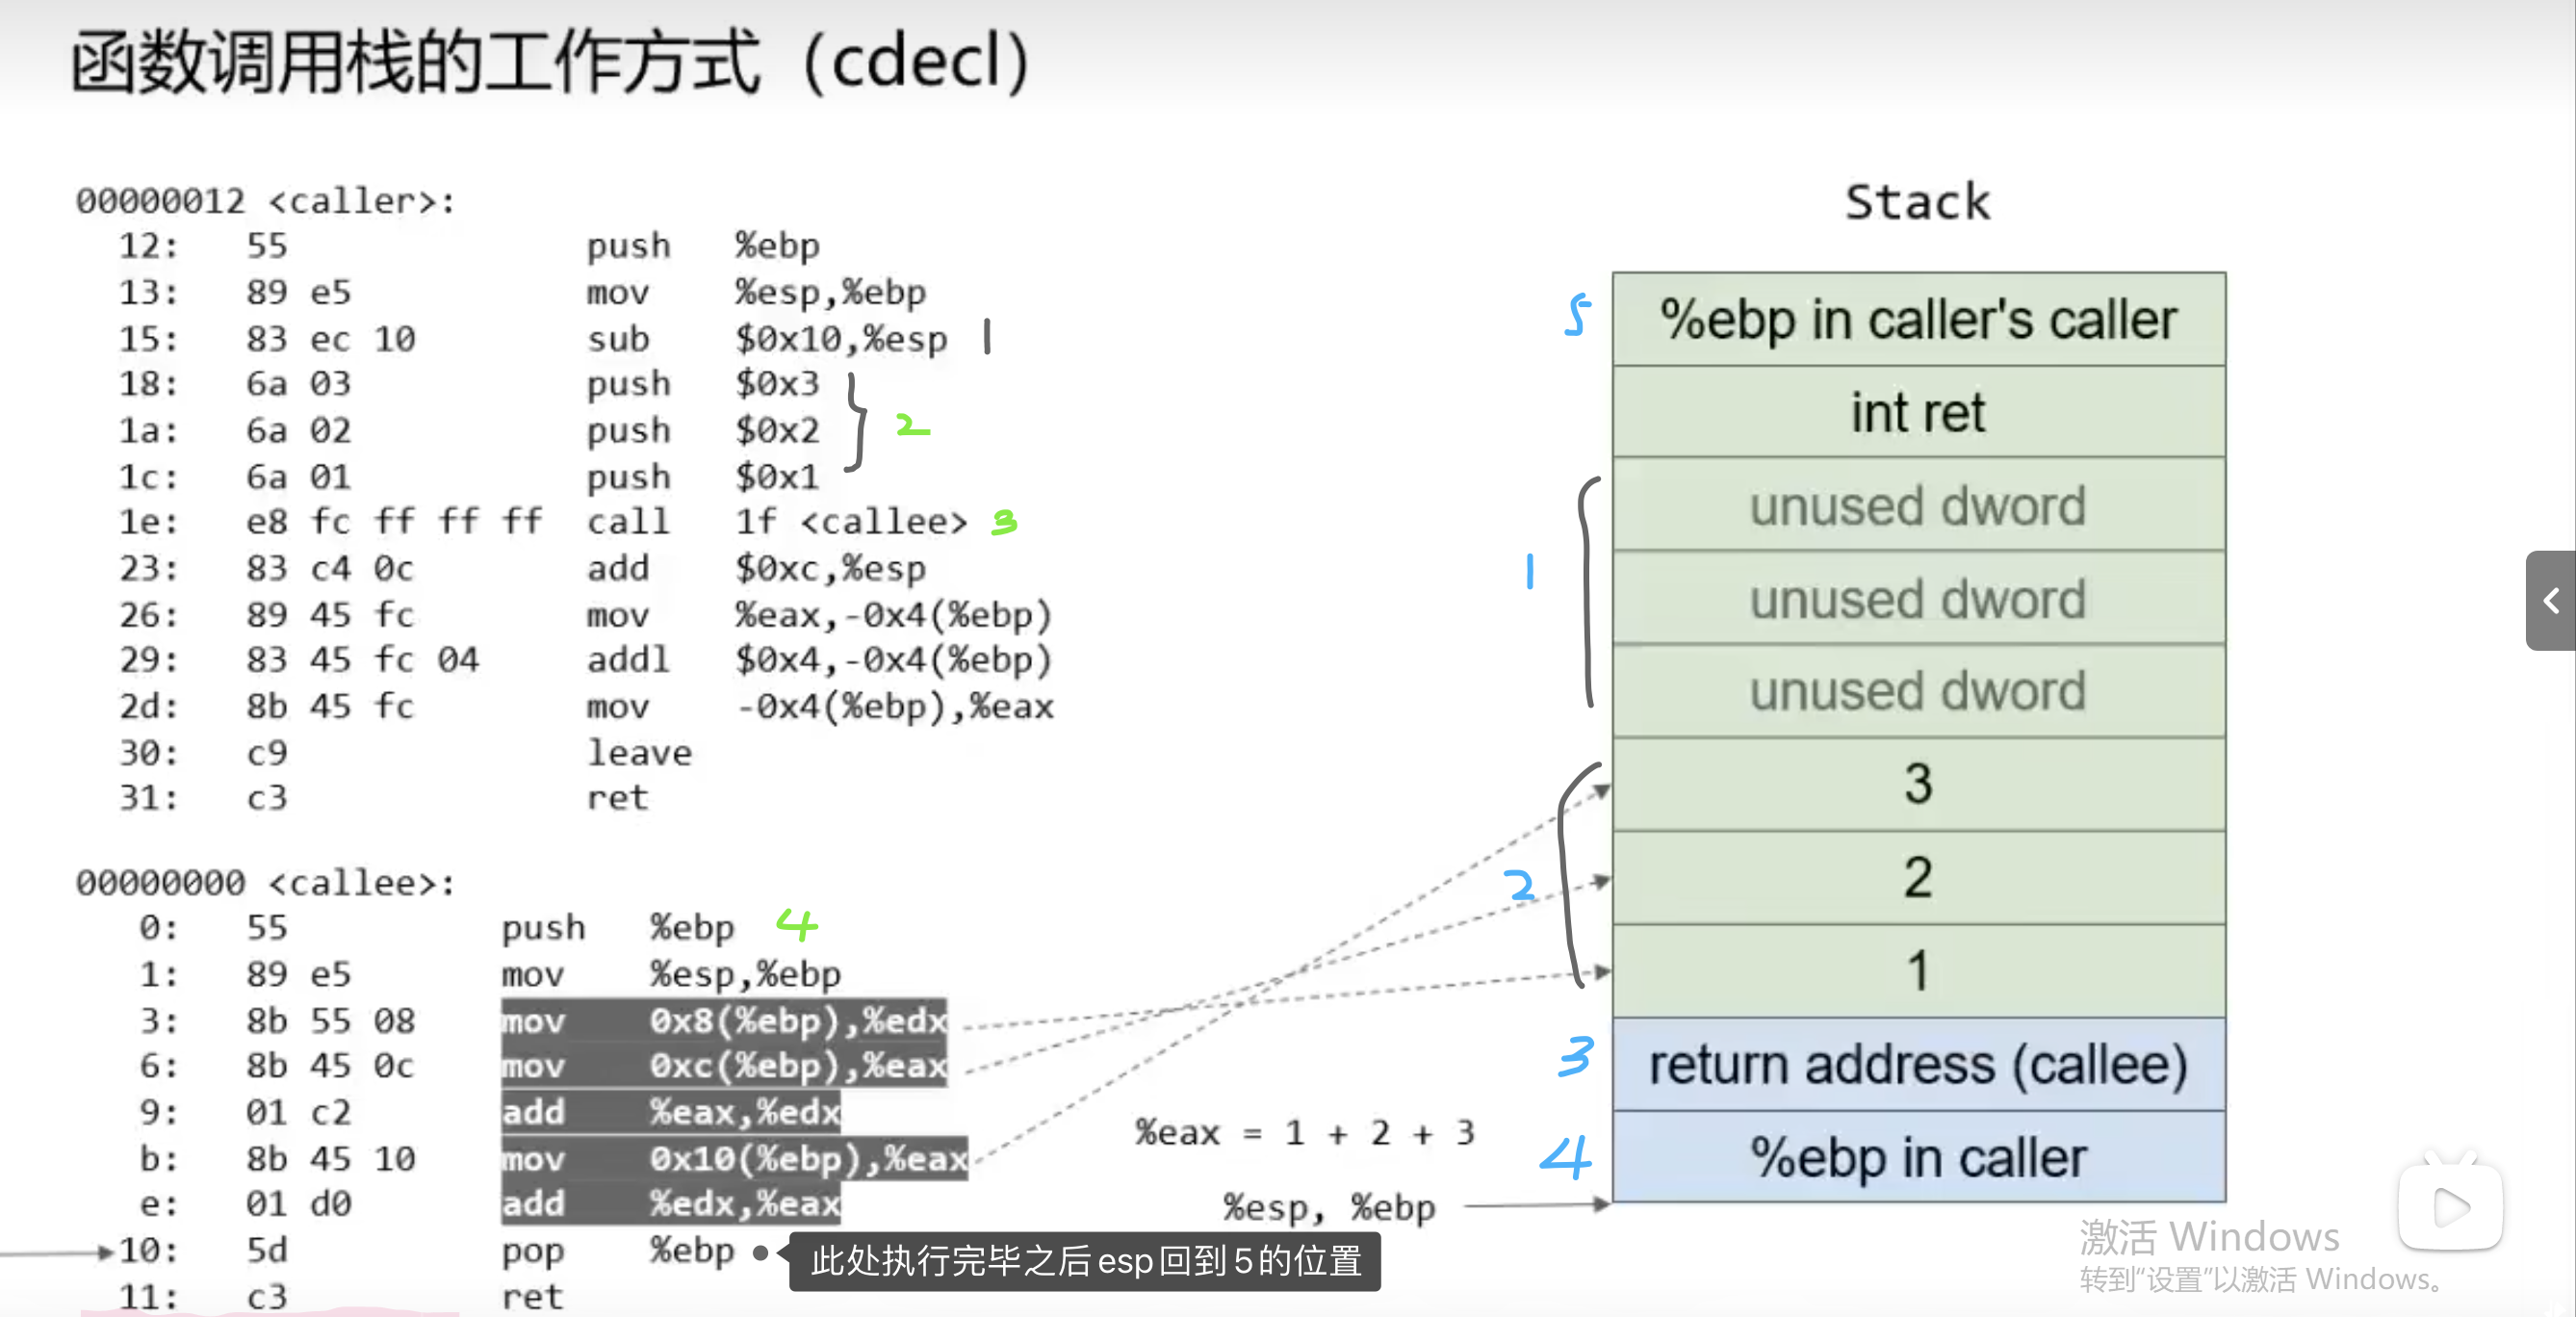 函数调用栈的工作方式（cdecl）
00000012 <caller>:
12: 55 push %ebp
13: 89 e5 mov %esp,%ebp
15: 83 ec 10 sub $0x10,%esp 1
18: 6a 03 push $0x3
1a: 6a 02 push $0x2 2
1c: 6a 01 push $0x1
1e: e8 fc ff ff ff call 1f <callee> 3
23: 83 c4 0c add $0xc,%esp
26: 89 45 fc mov %eax,-0x4(%ebp)
29: 83 45 fc 04 addl $0x4,-0x4(%ebp)
2d: 8b 45 fc mov -0x4(%ebp),%eax
30: c9 leave
31: c3 ret
00000000 <callee>:
0: 55 push %ebp 4
1: 89 e5 mov %esp,%ebp
3: 8b 55 08 mov 0x8(%ebp),%edx
6: 8b 45 0c mov 0xc(%ebp),%eax
9: 01 c2 add %eax,%edx
b: 8b 45 10 mov 0x10(%ebp),%eax
e: 01 d0 add %edx,%eax
10: 5d pop %ebp
此处执行完毕之后esp回到5的位置
11: c3 ret
%eax = 1 + 2 + 3
%esp, %ebp
Stack
5 %ebp in caller's caller
int ret
unused dword
1 unused dword
unused dword
3
2 2
1
3 return address (callee)
4 %ebp in caller
激活 Windows
转到“设置”以激活 Windows。